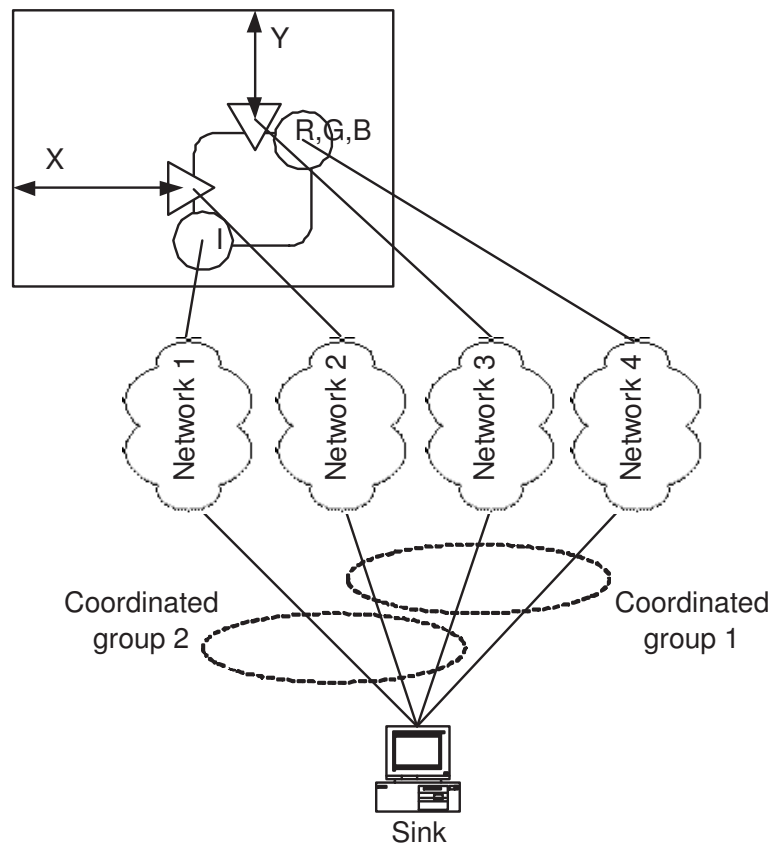 Y
R,G,B
X
I
Network 1
Network 2
Network 3
Network 4
Coordinated
group 2
Coordinated
group 1
Sink